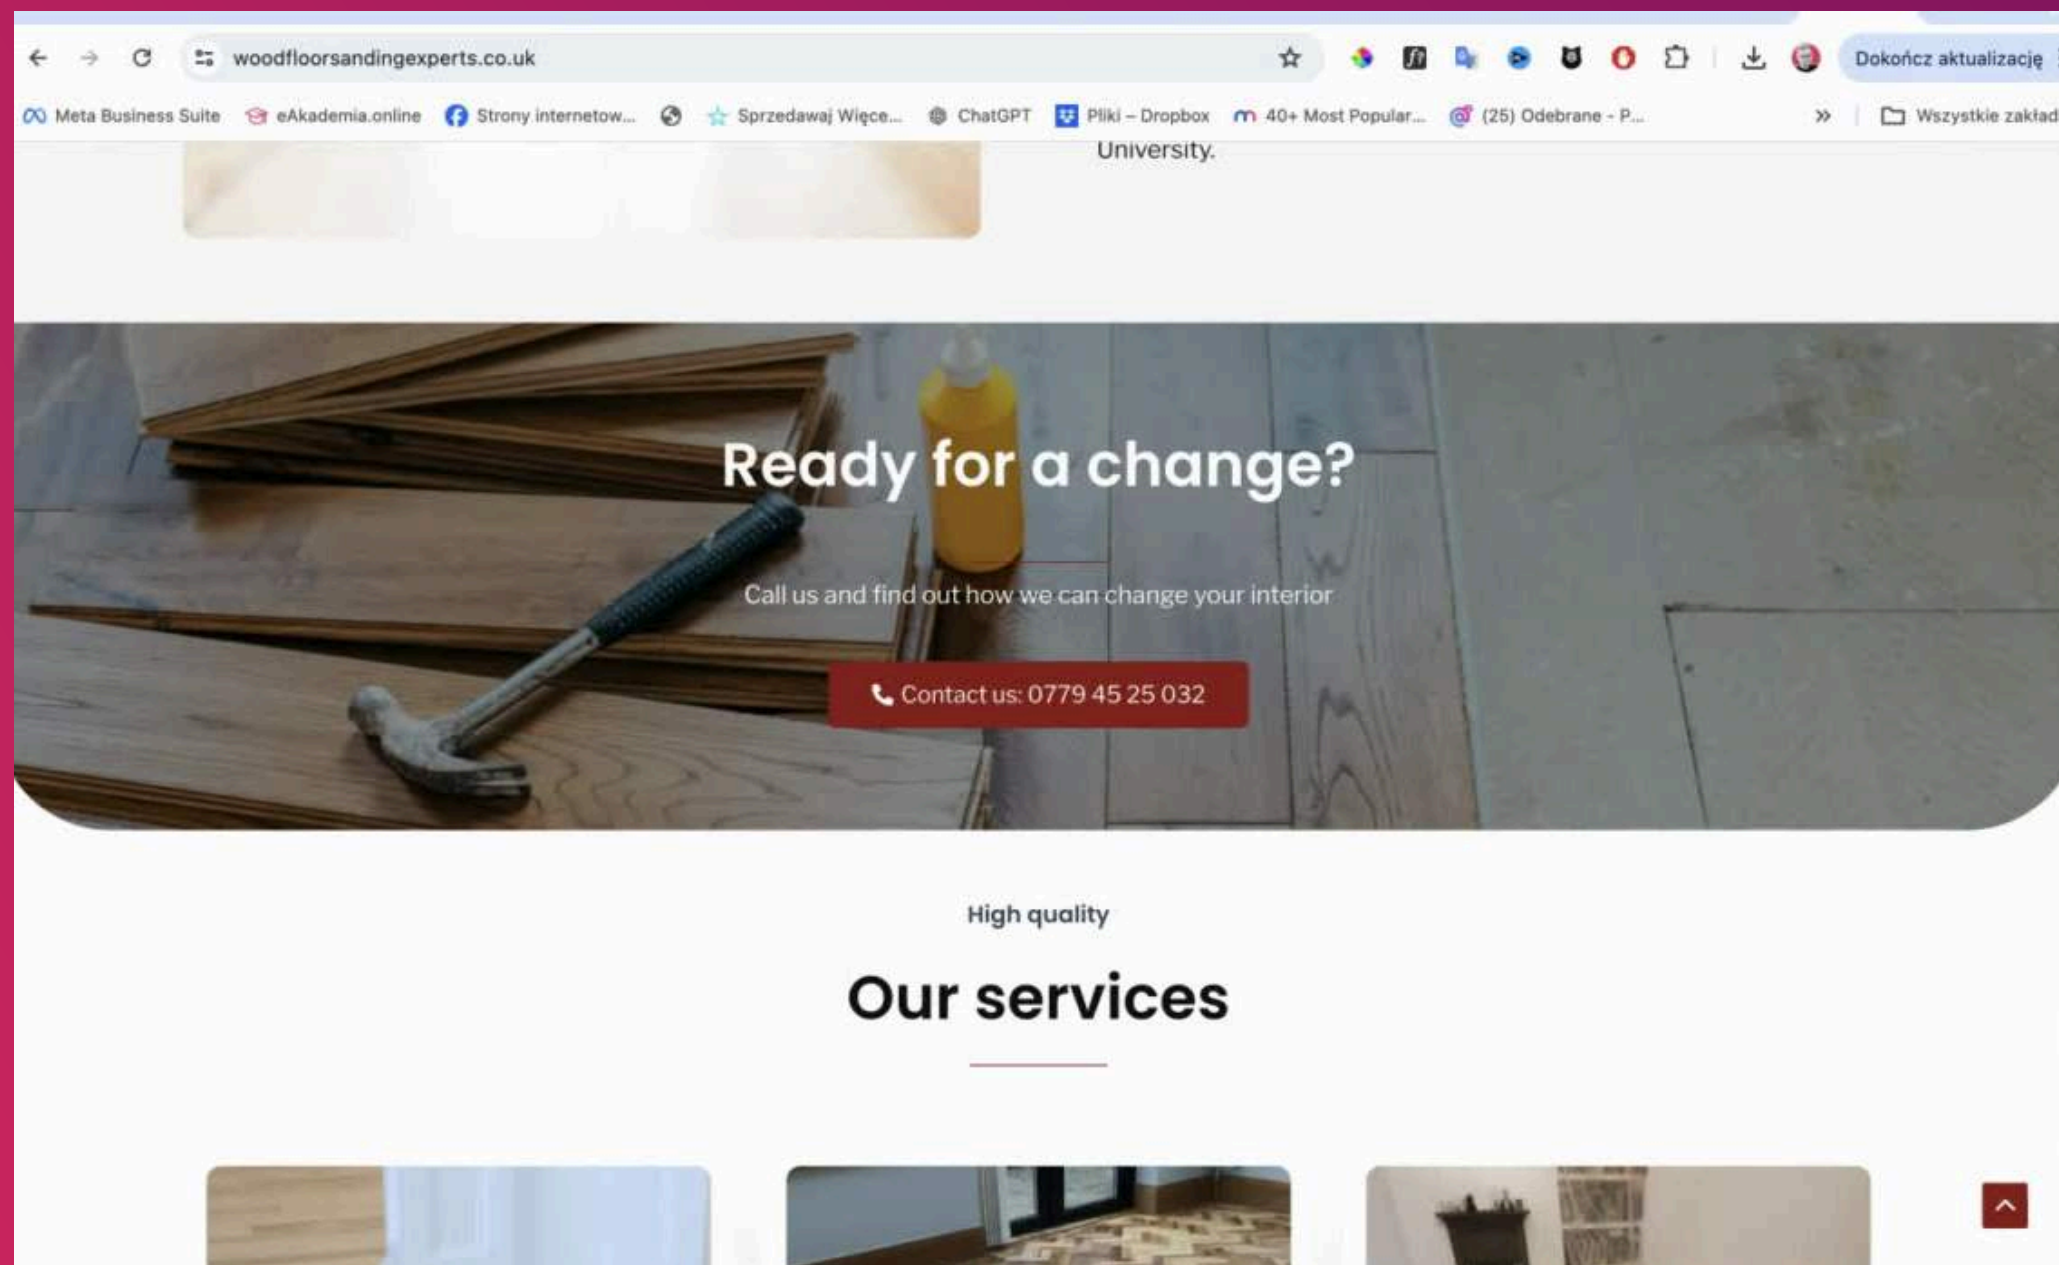 woodfloorsandingexperts.co.uk
Dokończ aktualizację
Meta Business Suite eAkademia.online Strony internetow... Sprzedawaj Więce... ChatGPT Pliki – Dropbox 40+ Most Popular... (25) Odebrane - P... » Wszystkie zakład
University.
Ready for a change?
Call us and find out how we can change your interior
Contact us: 0779 45 25 032
High quality
Our services